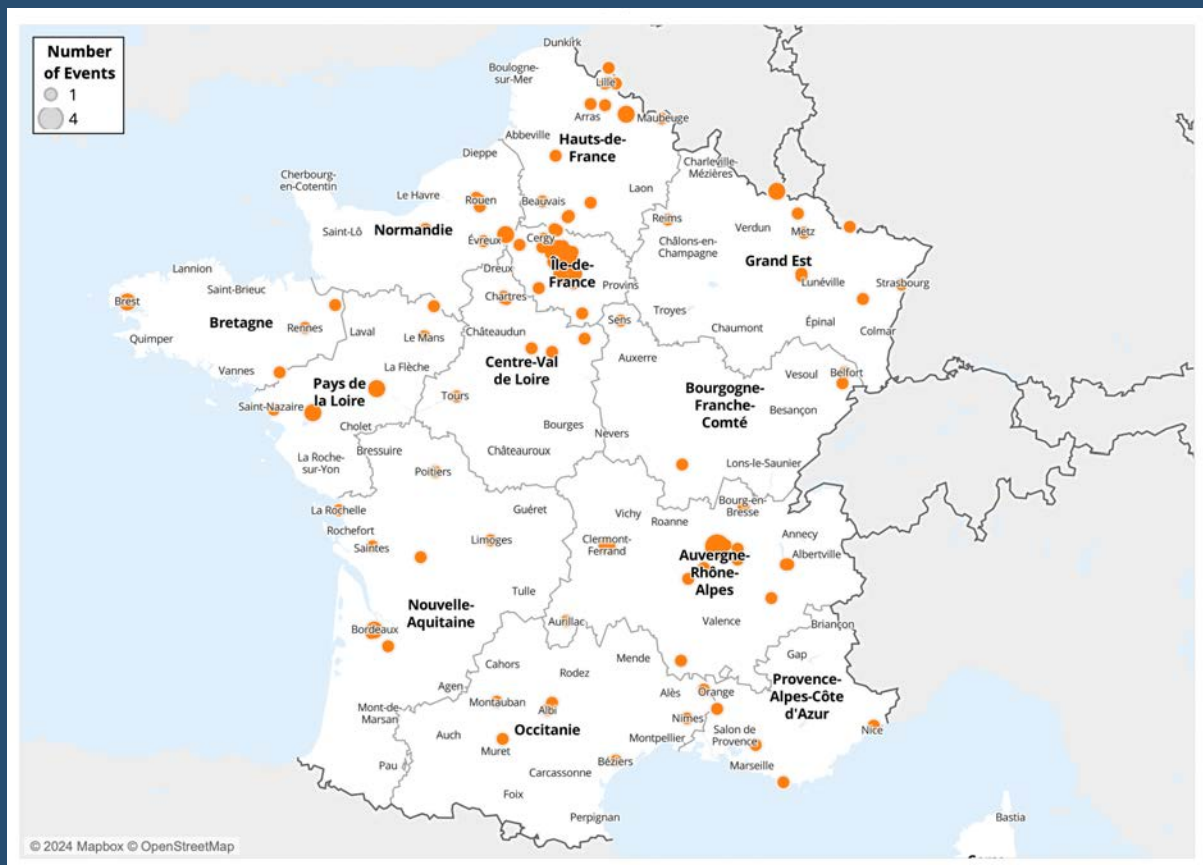 Number
of Events
1
4
Dunkirk
Boulogne-
sur-Mer
Lille
Arras
Maubeuge
Abbeville
Hauts-de-
France
Dieppe
Charleville-
Mézières
Cherbourg-
en-Cotentin
Le Havre
Rouen
Beauvais
Laon
Saint-Lô
Normandie
Reims
Verdun
Metz
Évreux
Cergy
Châlons-en-
Champagne
Île-de-
France
Grand Est
Lannion
Saint-Brieuc
Dreux
Provins
Lunéville
Strasbourg
Brest
Bretagne
Rennes
Laval
Le Mans
Chartres
Châteaudun
Sens
Troyes
Chaumont
Épinal
Colmar
Quimper
Vannes
La Flèche
Centre-Val
de Loire
Auxerre
Vesoul
Belfort
Pays de
la Loire
Saint-Nazaire
Cholet
Tours
Bourgogne-
Franche-
Comté
Besançon
Bourges
Nevers
Bressuire
Châteauroux
La Roche-
sur-Yon
Poitiers
Lons-le-Saunier
La Rochelle
Guéret
Vichy
Roanne
Bourg-en-
Bresse
Rochefort
Saintes
Limoges
Clermont-
Ferrand
Annecy
Albertville
Auvergne-
Rhône-
Alpes
Tulle
Nouvelle-
Aquitaine
Aurillac
Valence
Briançon
Bordeaux
Gap
Cahors
Rodez
Mende
Provence-
Alpes-Côte
d'Azur
Agen
Montauban
Albi
Alès
Orange
Mont-de-
Marsan
Occitanie
Nîmes
Auch
Muret
Montpellier
Salon de
Provence
Nice
Pau
Béziers
Marseille
Carcassonne
Foix
Perpignan
Bastia
© 2024 Mapbox © OpenStreetMap